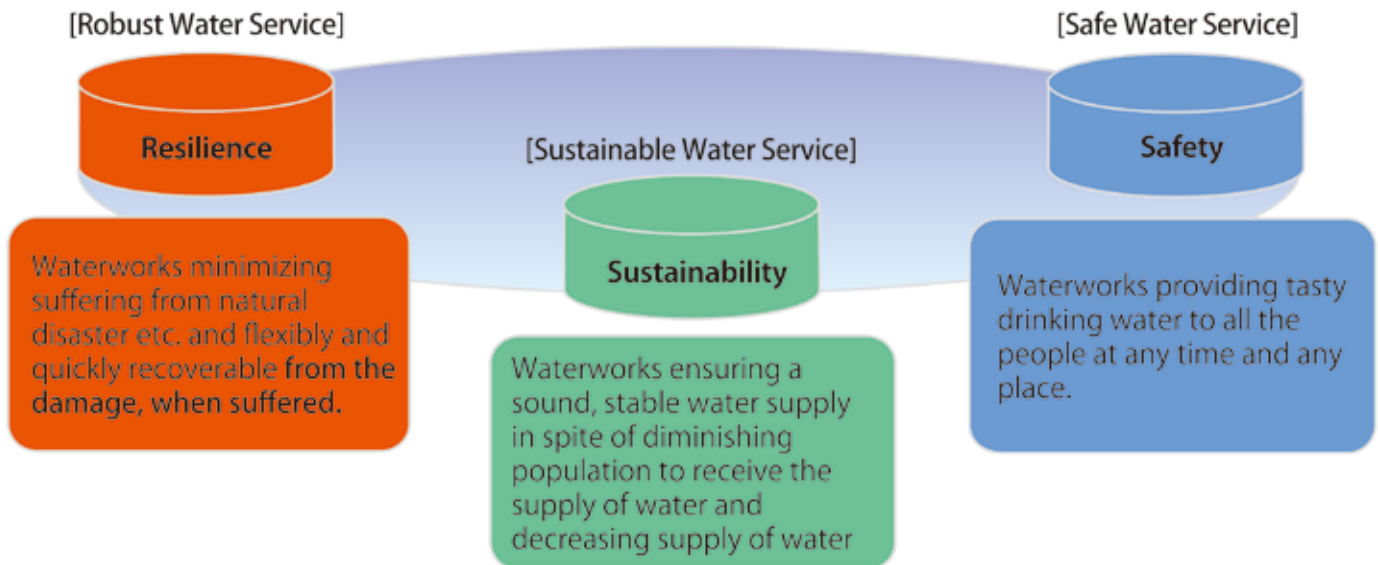 [Robust Water Service]
Resilience
Waterworks minimizing
suffering from natural
disaster etc. and flexibly and
quickly recoverable from the
damage, when suffered.
[Sustainable Water Service]
Sustainability
Waterworks ensuring a
sound, stable water supply
in spite of diminishing
population to receive the
supply of water and
decreasing supply of water
[Safe Water Service]
Safety
Waterworks providing tasty
drinking water to all the
people at any time and any
place.